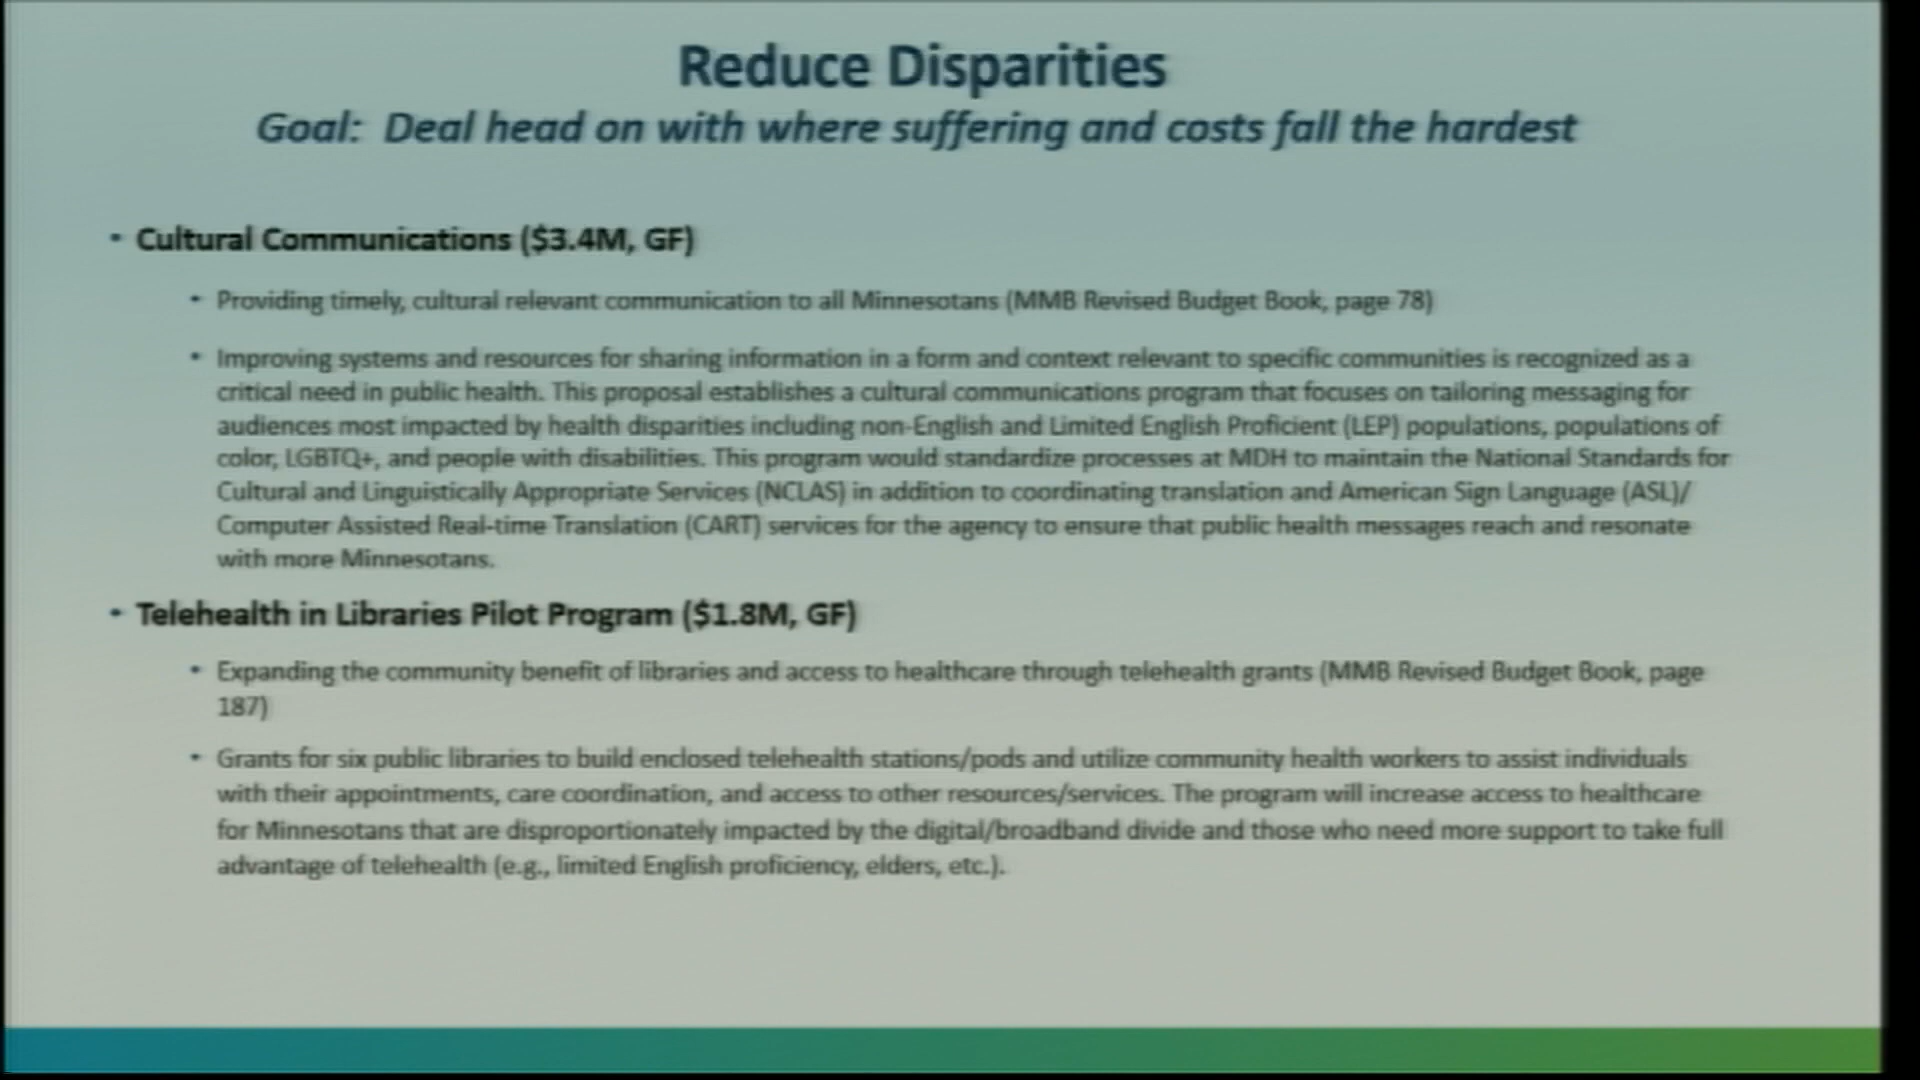 Reduce Disparities
Goal: Deal head on with where suffering and costs fall the hardest
• Cultural Communications ($3.4M, GF)
• Providing timely, cultural relevant communication to all Minnesotans (MMB Revised Budget Book, page 78)
• Improving systems and resources for sharing information in a form and context relevant to specific communities is recognized as a
critical need in public health. This proposal establishes a cultural communications program that focuses on tailoring messaging for
audiences most impacted by health disparities including non-English and Limited English Proficient (LEP) populations, populations of
color, LGBTQ+, and people with disabilities. This program would standardize processes at MDH to maintain the National Standards for
Cultural and Linguistically Appropriate Services (NCLAS) in addition to coordinating translation and American Sign Language (ASL)/
Computer Assisted Real-time Translation (CART) services for the agency to ensure that public health messages reach and resonate
with more Minnesotans.
• Telehealth in Libraries Pilot Program ($1.8M, GF)
• Expanding the community benefit of libraries and access to healthcare through telehealth grants (MMB Revised Budget Book, page
187)
• Grants for six public libraries to build enclosed telehealth stations/pods and utilize community health workers to assist individuals
with their appointments, care coordination, and access to other resources/services. The program will increase access to healthcare
for Minnesotans that are disproportionately impacted by the digital/broadband divide and those who need more support to take full
advantage of telehealth (e.g., limited English proficiency, elders, etc.).